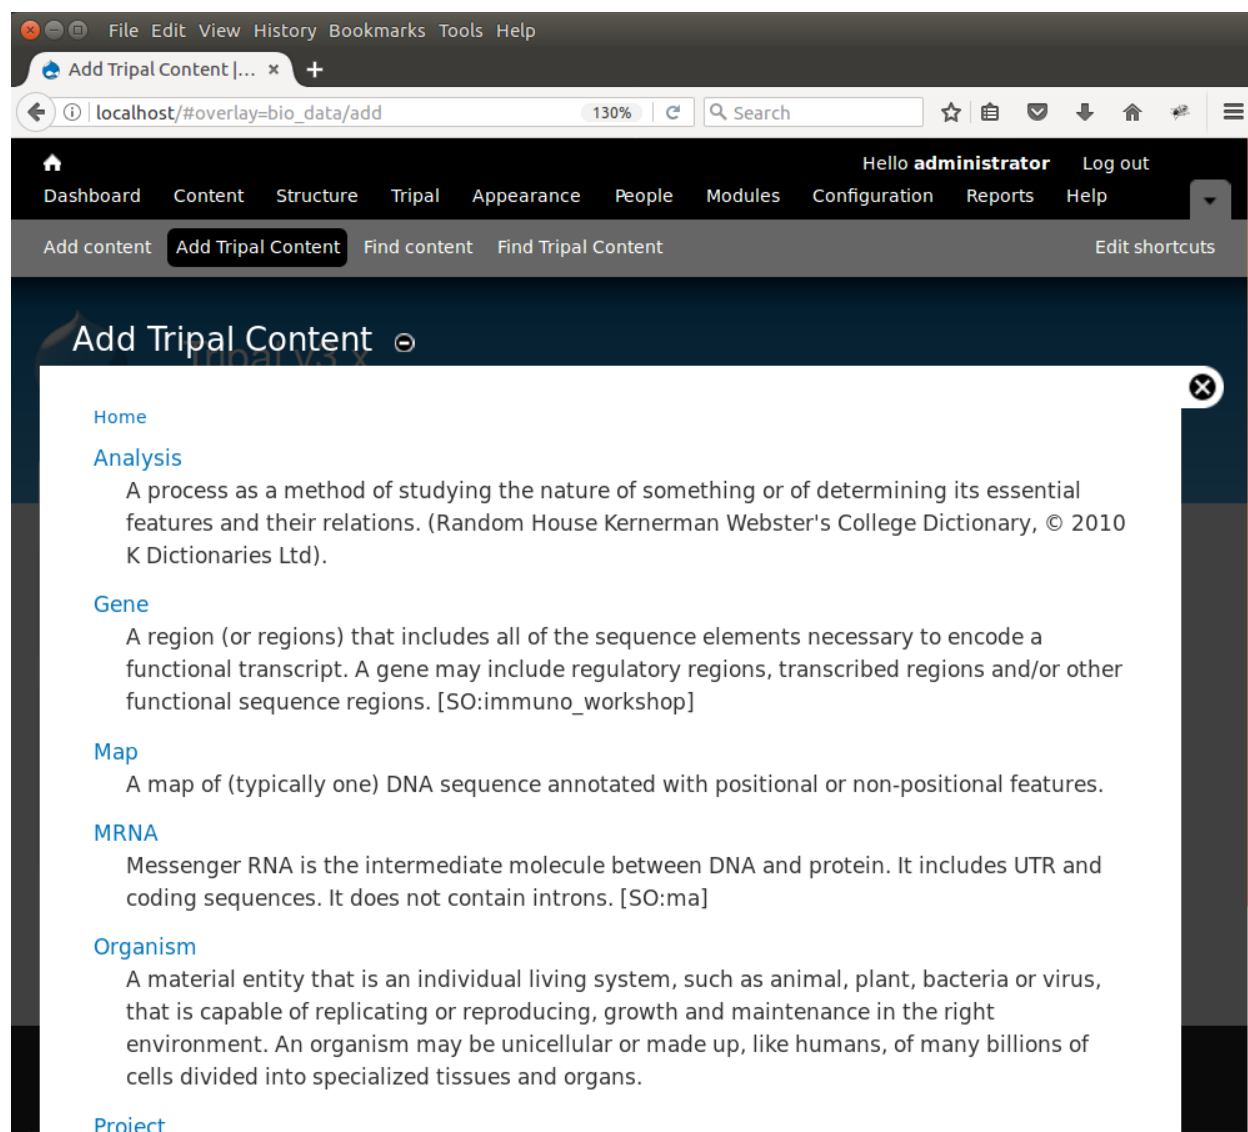 File Edit View History Bookmarks Tools Help
Add Tripal Content |...
localhost/#overlay=bio_data/add 130% Search
Hello administrator Log out
Dashboard Content Structure Tripal Appearance People Modules Configuration Reports Help
Add content Add Tripal Content Find content Find Tripal Content Edit shortcuts
Add Tripal Content
Tripal v3.x
Home
Analysis
A process as a method of studying the nature of something or of determining its essential
features and their relations. (Random House Kernerman Webster's College Dictionary, © 2010
K Dictionaries Ltd).
Gene
A region (or regions) that includes all of the sequence elements necessary to encode a
functional transcript. A gene may include regulatory regions, transcribed regions and/or other
functional sequence regions. [SO:immuno_workshop]
Map
A map of (typically one) DNA sequence annotated with positional or non-positional features.
MRNA
Messenger RNA is the intermediate molecule between DNA and protein. It includes UTR and
coding sequences. It does not contain introns. [SO:ma]
Organism
A material entity that is an individual living system, such as animal, plant, bacteria or virus,
that is capable of replicating or reproducing, growth and maintenance in the right
environment. An organism may be unicellular or made up, like humans, of many billions of
cells divided into specialized tissues and organs.
Project